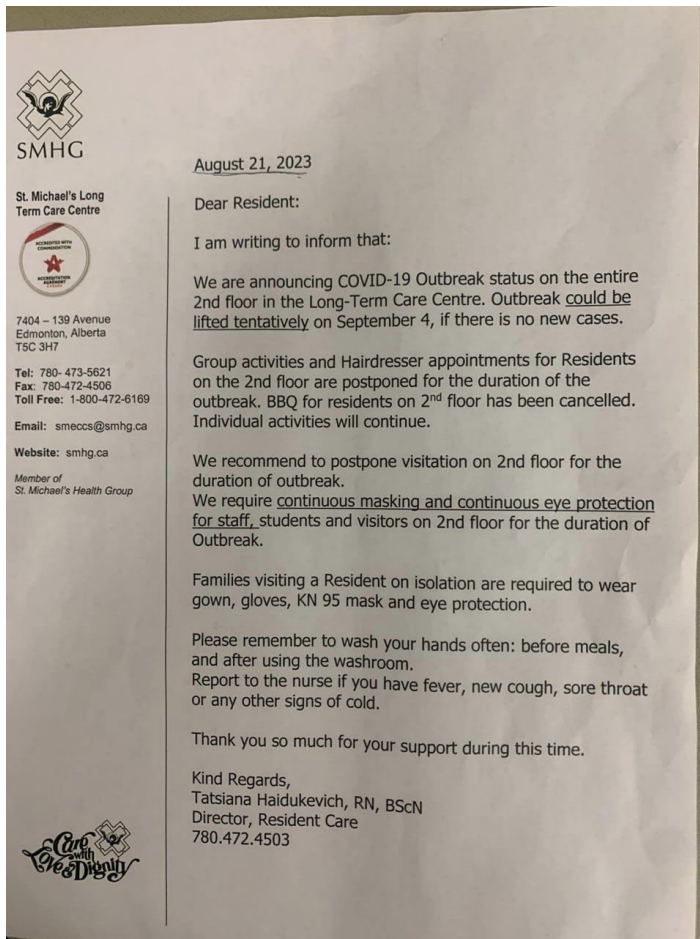 SMHG
St. Michael's Long
Term Care Centre
ACCREDITED WITH
COMMENDATION
ACCREDITATION
AGRÉMENT
CANADA
7404 – 139 Avenue
Edmonton, Alberta
T5C 3H7
Tel: 780- 473-5621
Fax: 780-472-4506
Toll Free: 1-800-472-6169
Email: smeccs@smhg.ca
Website: smhg.ca
Member of
St. Michael's Health Group
Care
with
Love & Dignity
August 21, 2023
Dear Resident:
I am writing to inform that:
We are announcing COVID-19 Outbreak status on the entire
2nd floor in the Long-Term Care Centre. Outbreak could be
lifted tentatively on September 4, if there is no new cases.
Group activities and Hairdresser appointments for Residents
on the 2nd floor are postponed for the duration of the
outbreak. BBQ for residents on 2nd floor has been cancelled.
Individual activities will continue.
We recommend to postpone visitation on 2nd floor for the
duration of outbreak.
We require continuous masking and continuous eye protection
for staff, students and visitors on 2nd floor for the duration of
Outbreak.
Families visiting a Resident on isolation are required to wear
gown, gloves, KN 95 mask and eye protection.
Please remember to wash your hands often: before meals,
and after using the washroom.
Report to the nurse if you have fever, new cough, sore throat
or any other signs of cold.
Thank you so much for your support during this time.
Kind Regards,
Tatsiana Haidukevich, RN, BScN
Director, Resident Care
780.472.4503